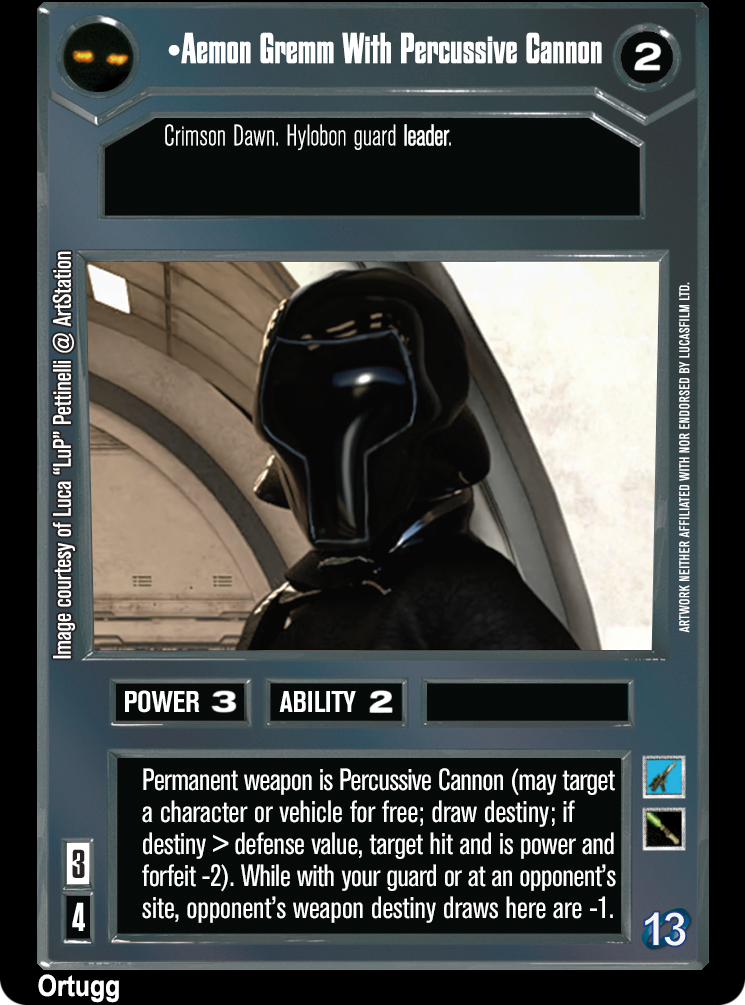 •Aemon Gremm With Percussive Cannon
2
Crimson Dawn. Hylobon guard leader.
Image courtesy of Luca “LuP” Pettinelli @ ArtStation
ARTWORK NEITHER AFFILIATED WITH NOR ENDORSED BY LUCASFILM LTD.
POWER 3
ABILITY 2
Permanent weapon is Percussive Cannon (may target
a character or vehicle for free; draw destiny; if
destiny > defense value, target hit and is power and
forfeit -2). While with your guard or at an opponent’s
site, opponent’s weapon destiny draws here are -1.
3
4
13
Ortugg